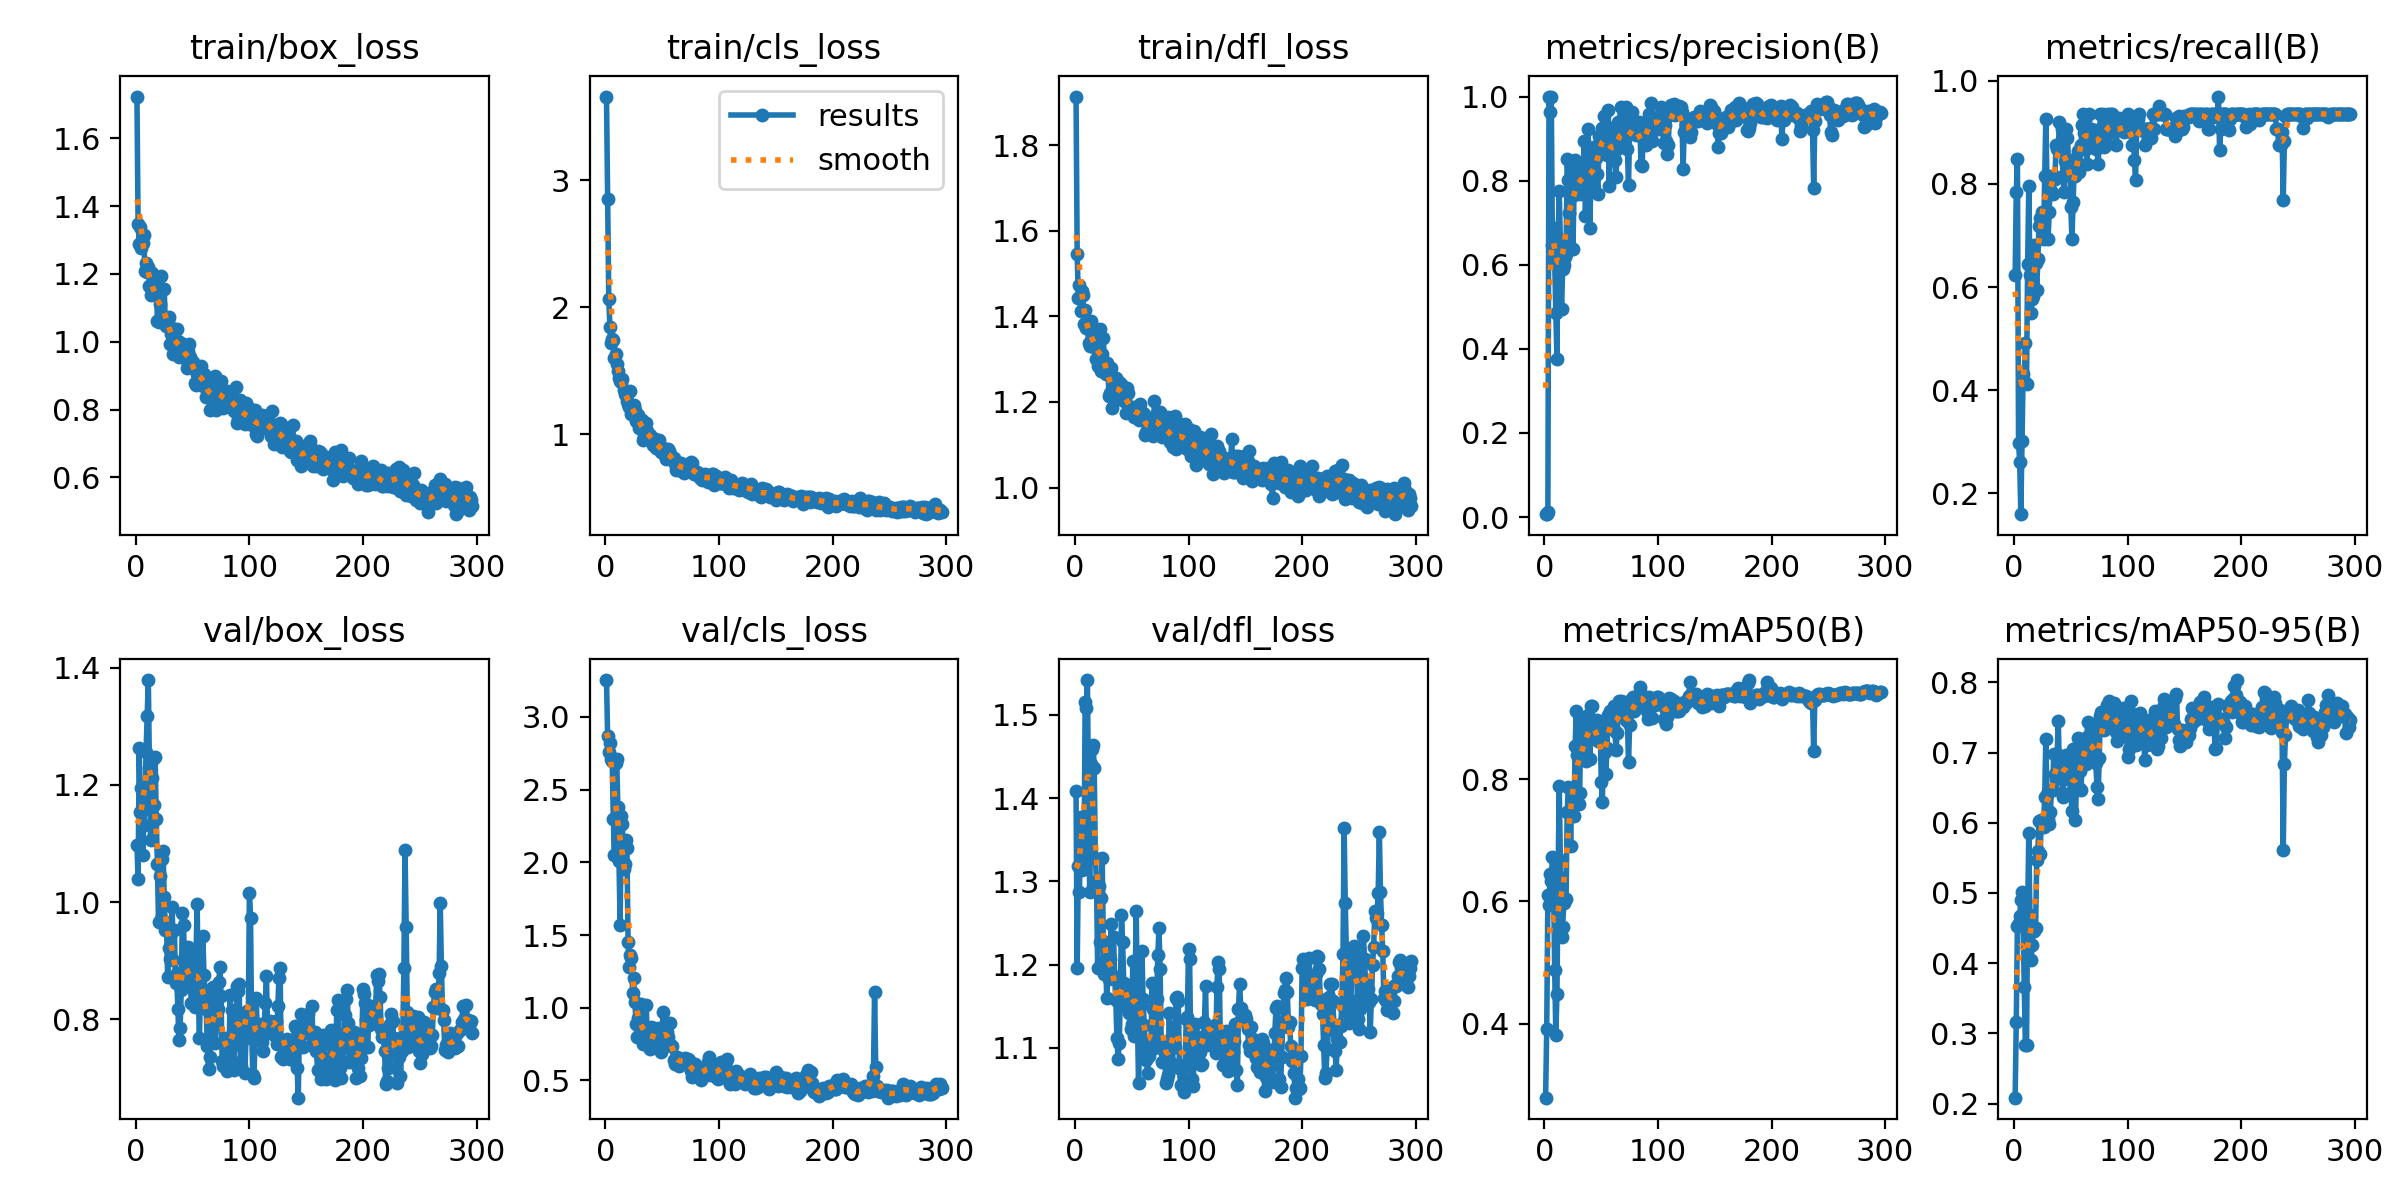 train/box_loss
1.6
1.4
1.2
1.0
0.8
0.6
0 100 200 300
train/cls_loss
results
smooth
3
2
1
0 100 200 300
train/dfl_loss
1.8
1.6
1.4
1.2
1.0
0 100 200 300
metrics/precision(B)
1.0
0.8
0.6
0.4
0.2
0.0
0 100 200 300
metrics/recall(B)
1.0
0.8
0.6
0.4
0.2
0 100 200 300
val/box_loss
1.4
1.2
1.0
0.8
0 100 200 300
val/cls_loss
3.0
2.5
2.0
1.5
1.0
0.5
0 100 200 300
val/dfl_loss
1.5
1.4
1.3
1.2
1.1
0 100 200 300
metrics/mAP50(B)
0.8
0.6
0.4
0 100 200 300
metrics/mAP50-95(B)
0.8
0.7
0.6
0.5
0.4
0.3
0.2
0 100 200 300